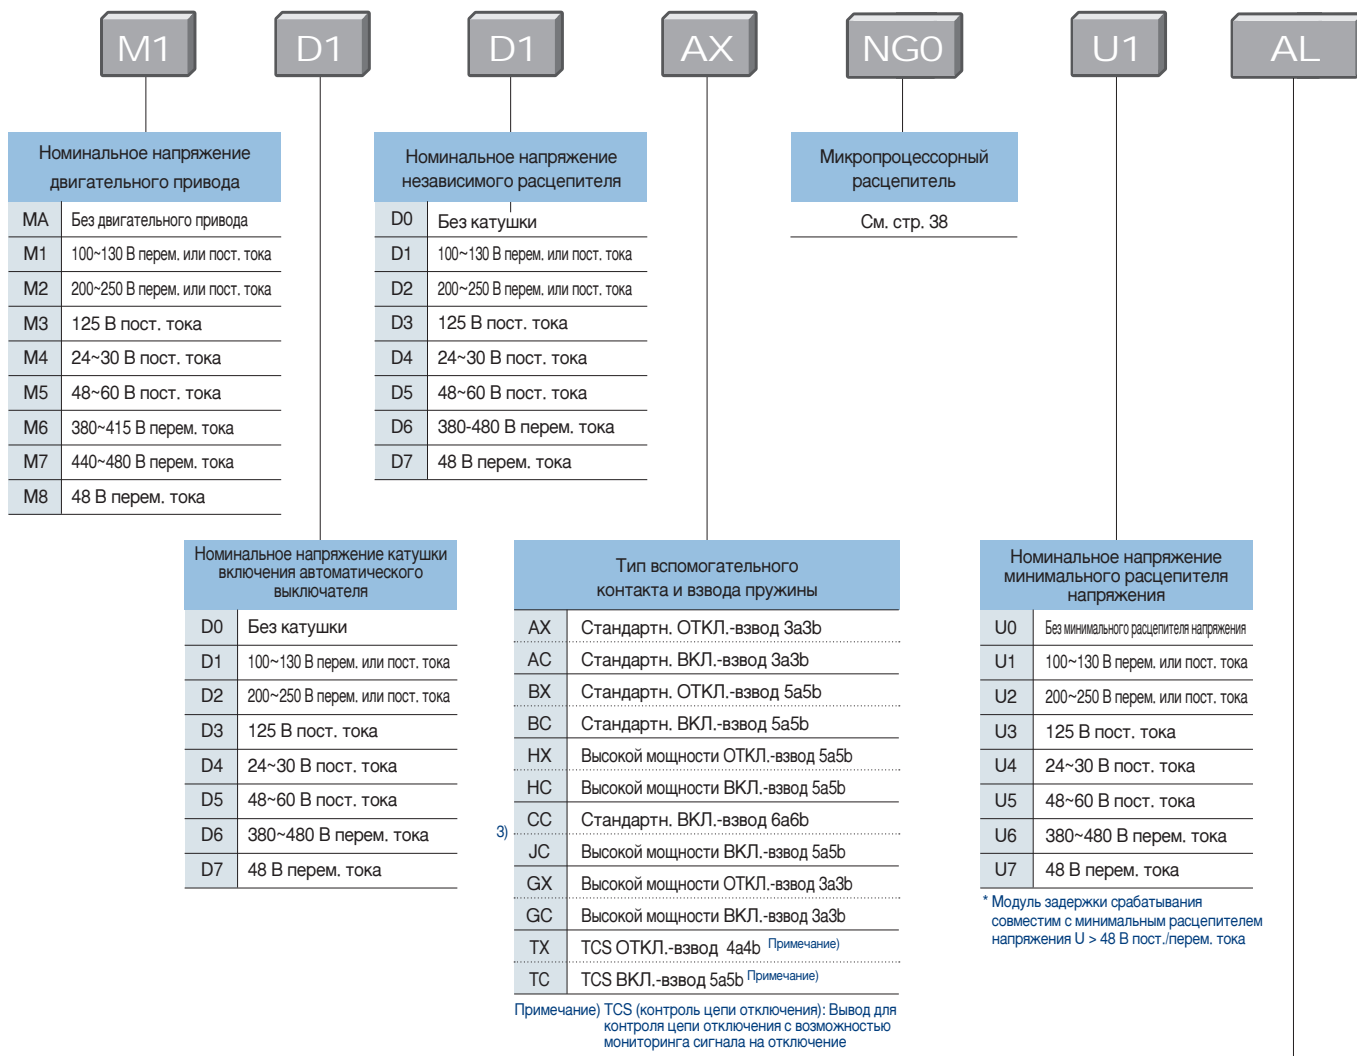 M1 D1 D1 AX NG0 U1 AL
Номинальное напряжение
двигательного привода
MA Без двигательного привода
M1 100~130 В перем. или пост. тока
M2 200~250 В перем. или пост. тока
M3 125 В пост. тока
M4 24~30 В пост. тока
M5 48~60 В пост. тока
M6 380~415 В перем. тока
M7 440~480 В перем. тока
M8 48 В перем. тока
Номинальное напряжение
независимого расцепителя
D0 Без катушки
D1 100~130 В перем. или пост. тока
D2 200~250 В перем. или пост. тока
D3 125 В пост. тока
D4 24~30 В пост. тока
D5 48~60 В пост. тока
D6 380-480 В перем. тока
D7 48 В перем. тока
Микропроцессорный
расцепитель
См. стр. 38
Номинальное напряжение катушки
включения автоматического
выключателя
D0 Без катушки
D1 100~130 В перем. или пост. тока
D2 200~250 В перем. или пост. тока
D3 125 В пост. тока
D4 24~30 В пост. тока
D5 48~60 В пост. тока
D6 380~480 В перем. тока
D7 48 В перем. тока
Тип вспомогательного
контакта и взвода пружины
AX Стандартн. ОТКЛ.-взвод 3a3b
AC Стандартн. ВКЛ.-взвод 3a3b
BX Стандартн. ОТКЛ.-взвод 5a5b
BC Стандартн. ВКЛ.-взвод 5a5b
HX Высокой мощности ОТКЛ.-взвод 5a5b
HC Высокой мощности ВКЛ.-взвод 5a5b
3) CC Стандартн. ВКЛ.-взвод 6a6b
JC Высокой мощности ВКЛ.-взвод 5a5b
GX Высокой мощности ОТКЛ.-взвод 3a3b
GC Высокой мощности ВКЛ.-взвод 3a3b
TX TCS ОТКЛ.-взвод 4a4b Примечание)
TC TCS ВКЛ.-взвод 5a5b Примечание)
Примечание) TCS (контроль цепи отключения): Вывод для
контроля цепи отключения с возможностью
мониторинга сигнала на отключение
Номинальное напряжение
минимального расцепителя
напряжения
U0 Без минимального расцепителя напряжения
U1 100~130 В перем. или пост. тока
U2 200~250 В перем. или пост. тока
U3 125 В пост. тока
U4 24~30 В пост. тока
U5 48~60 В пост. тока
U6 380~480 В перем. тока
U7 48 В перем. тока
* Модуль задержки срабатывания
совместим с минимальным расцепителем
напряжения U > 48 В пост./перем. тока